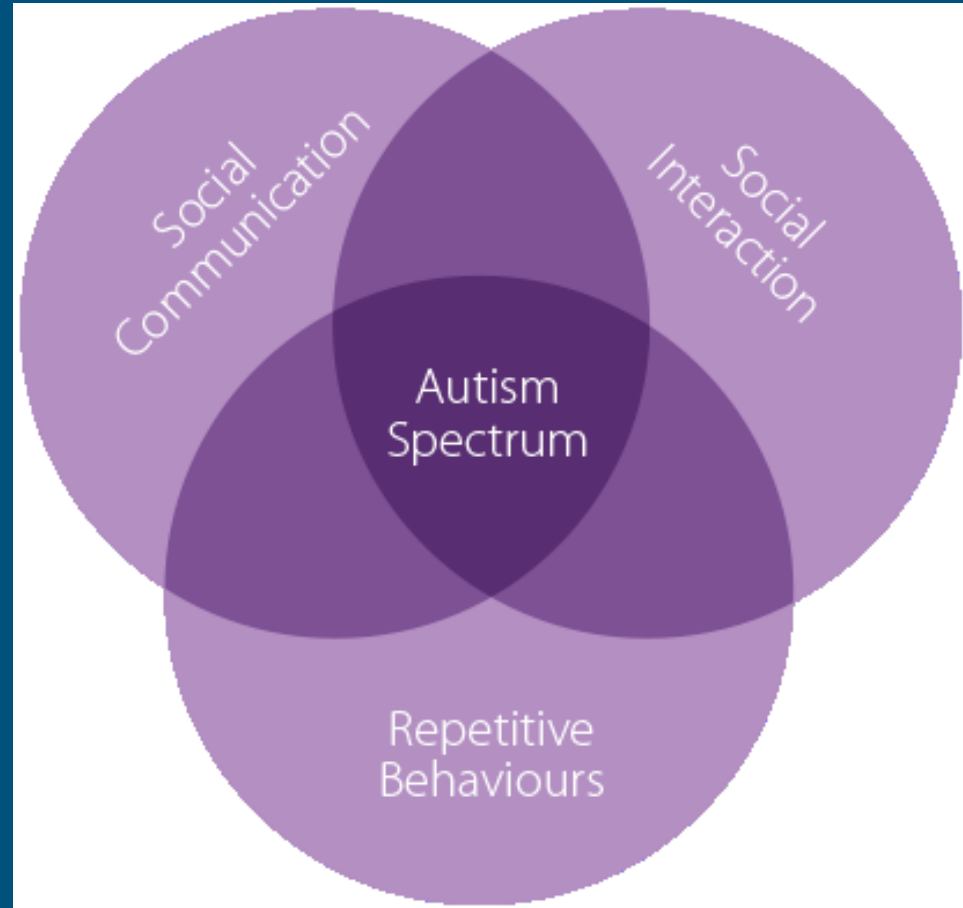 Social
Communication
Social
Interaction
Autism
Spectrum
Repetitive
Behaviours